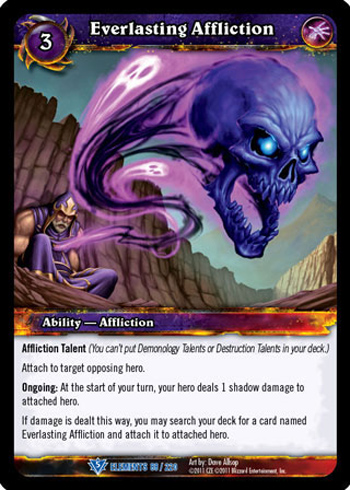 3
Everlasting Affliction
Ability — Affliction
Affliction Talent (You can't put Demonology Talents or Destruction Talents in your deck.)
Attach to target opposing hero.
Ongoing: At the start of your turn, your hero deals 1 shadow damage to
attached hero.
If damage is dealt this way, you may search your deck for a card named
Everlasting Affliction and attach it to attached hero.
Art by: Dave Allsop
©2011 CZE ©2011 Blizzard Entertainment, Inc.